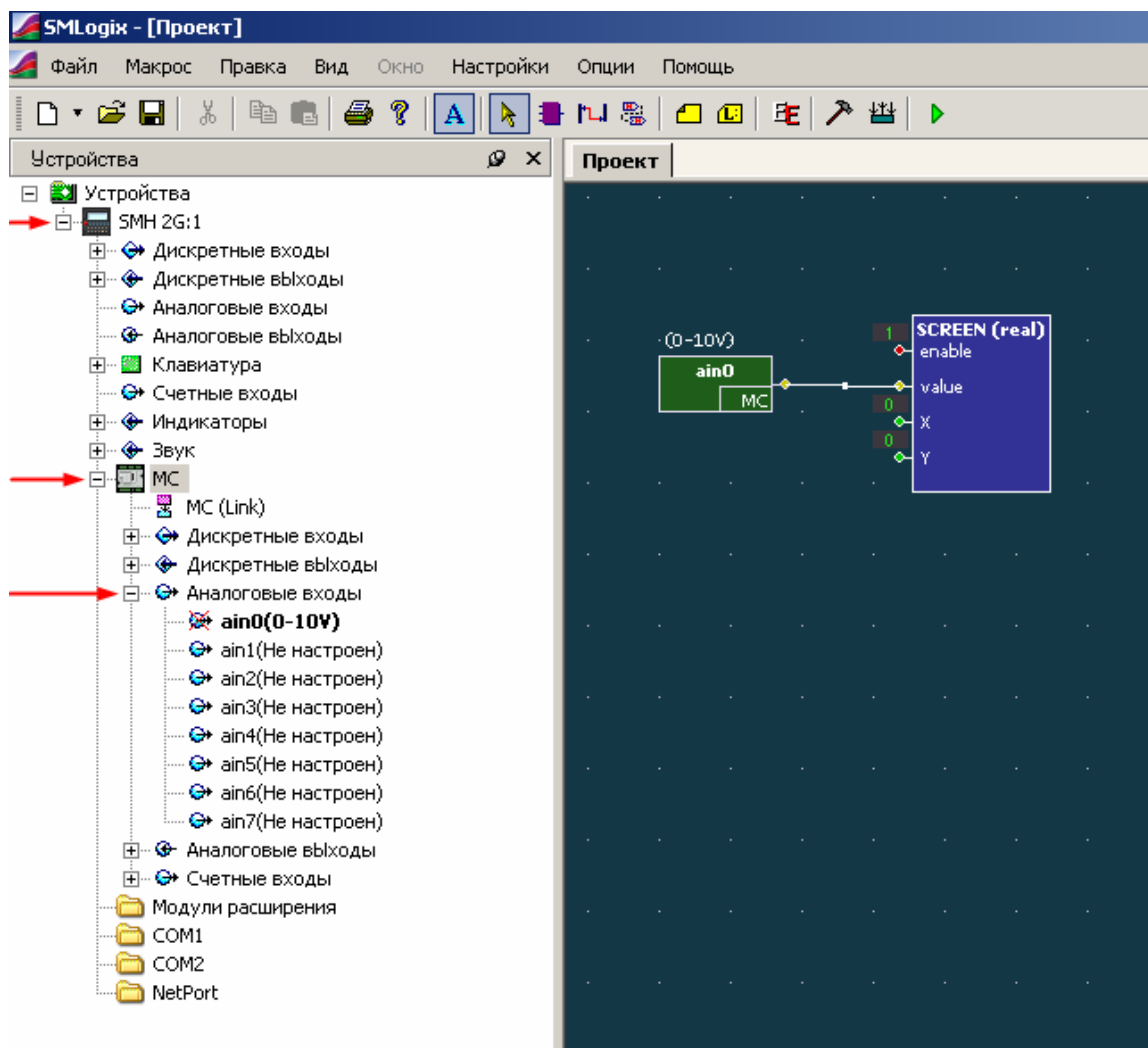 SMLogix - [Проект]
Файл Макрос Правка Вид Окно Настройки Опции Помощь
A L: E
Устройства
Проект
Устройства
SMH 2G:1
Дискретные входы
Дискретные вЫходы
Аналоговые входы
Аналоговые вЫходы
Клавиатура
Счетные входы
Индикаторы
Звук
MC
MC (Link)
Дискретные входы
Дискретные вЫходы
Аналоговые входы
ain0(0-10V)
ain1(Не настроен)
ain2(Не настроен)
ain3(Не настроен)
ain4(Не настроен)
ain5(Не настроен)
ain6(Не настроен)
ain7(Не настроен)
Аналоговые вЫходы
Счетные входы
Модули расширения
COM1
COM2
NetPort
(0-10V)
ain0
MC
1 SCREEN (real)
enable
value
0
X
0
Y